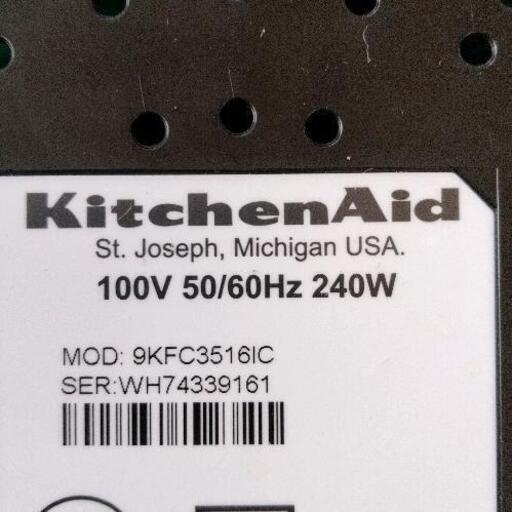 KitchenAid
St. Joseph, Michigan USA.
100V 50/60Hz 240W
MOD: 9KFC3516IC
SER:WH74339161